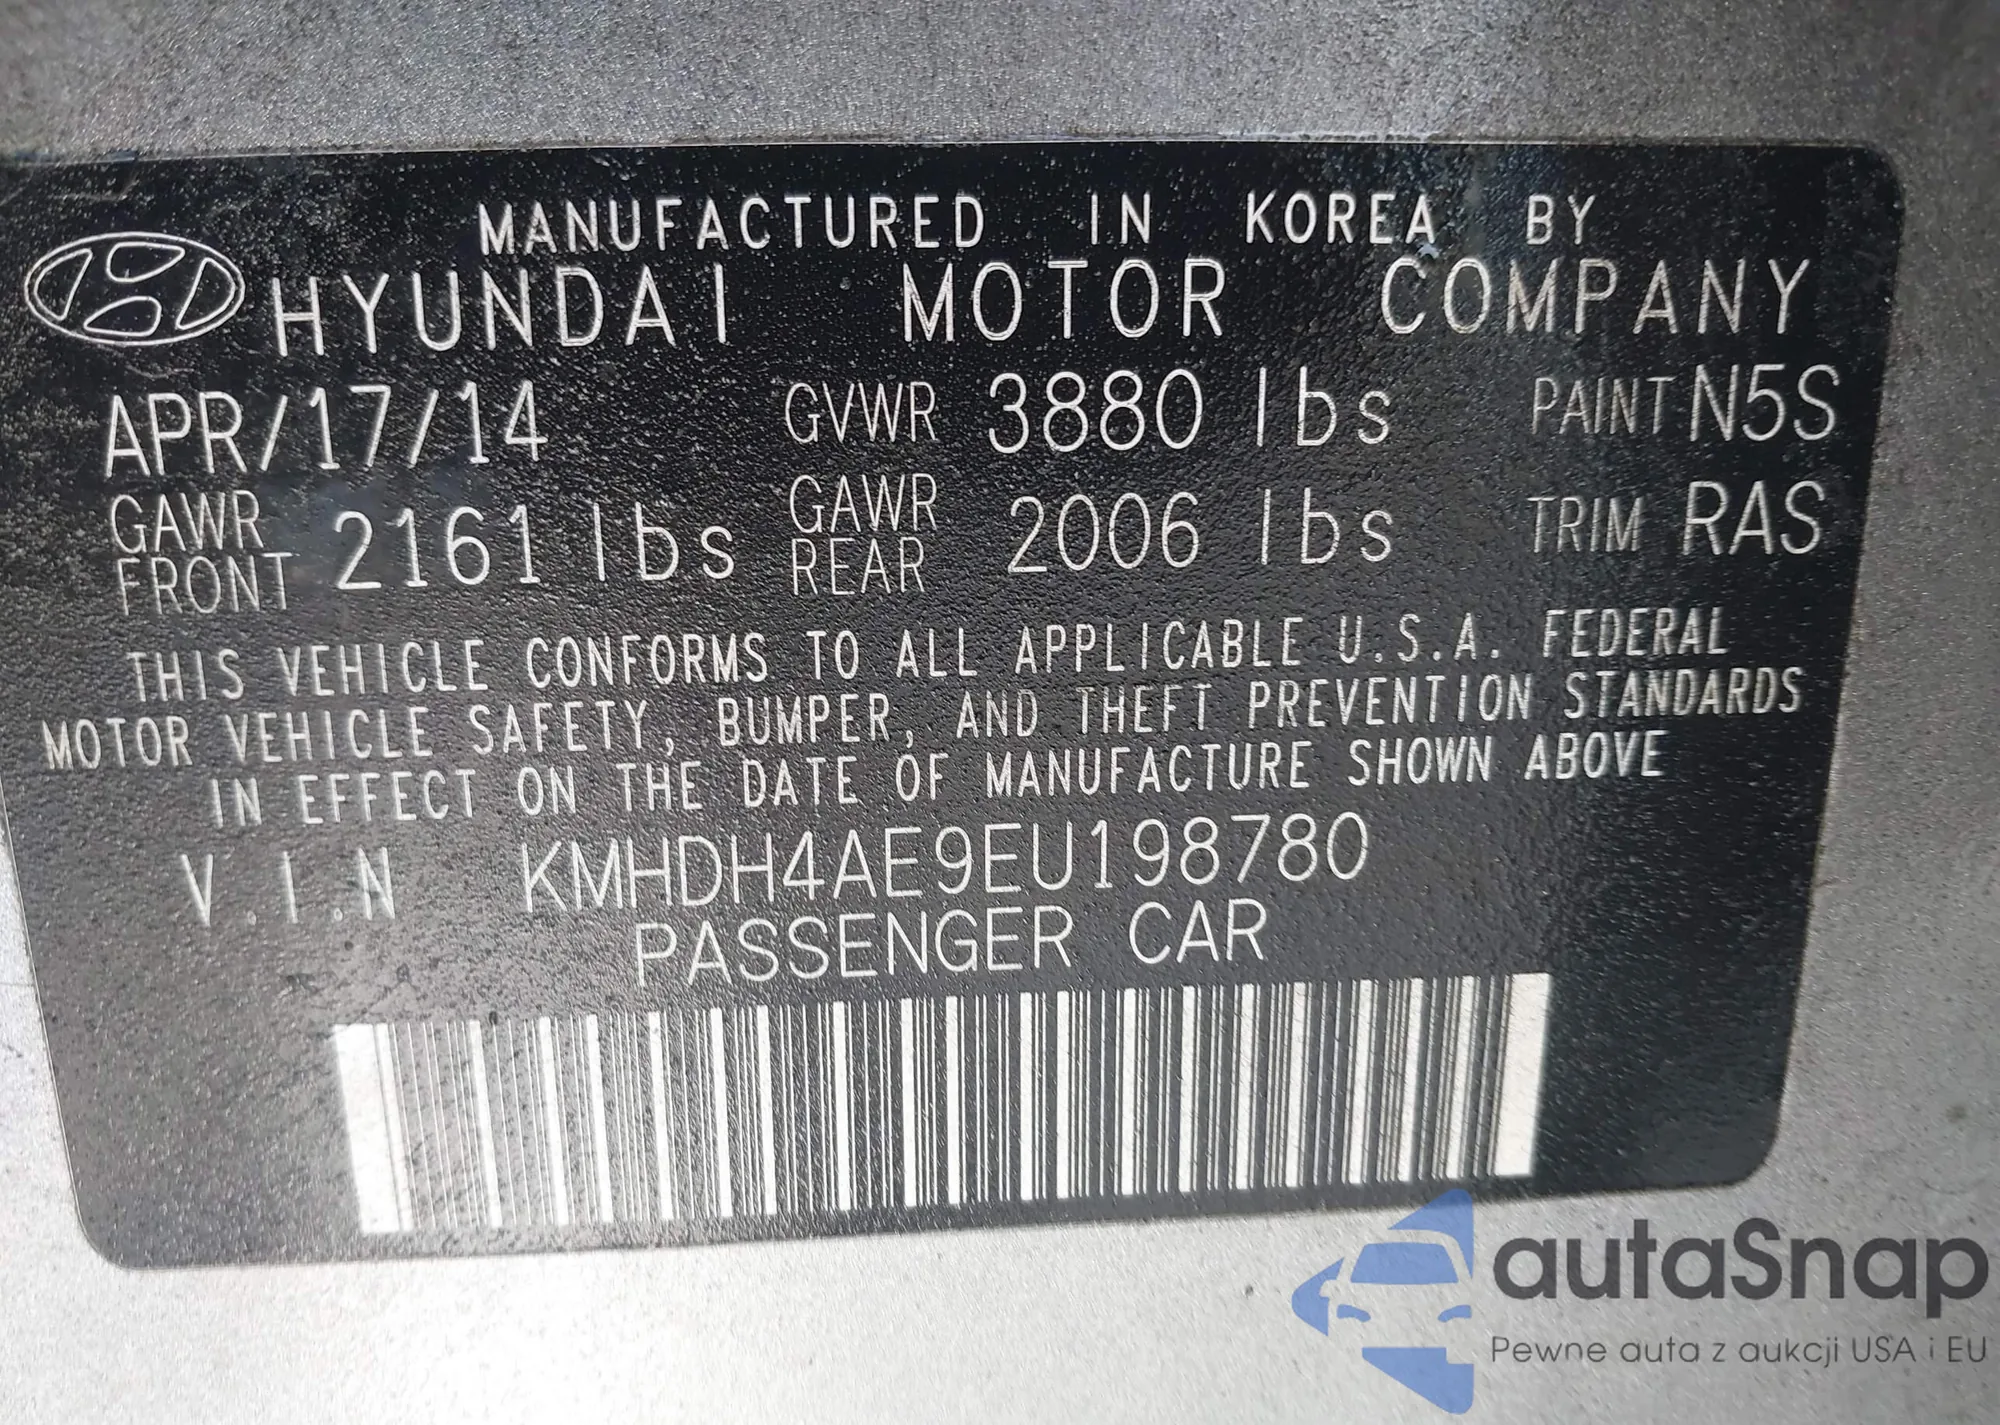 MANUFACTURED IN KOREA BY
HYUNDAI MOTOR COMPANY
APR/17/14 GVWR 3880 lbs PAINT N5S
GAWR FRONT 2161 lbs GAWR REAR 2006 lbs TRIM RAS
THIS VEHICLE CONFORMS TO ALL APPLICABLE U.S.A. FEDERAL
MOTOR VEHICLE SAFETY, BUMPER, AND THEFT PREVENTION STANDARDS
IN EFFECT ON THE DATE OF MANUFACTURE SHOWN ABOVE
V.I.N KMHDH4AE9EU198780
PASSENGER CAR
autaSnap
Pewne auta z aukcji USA i EU